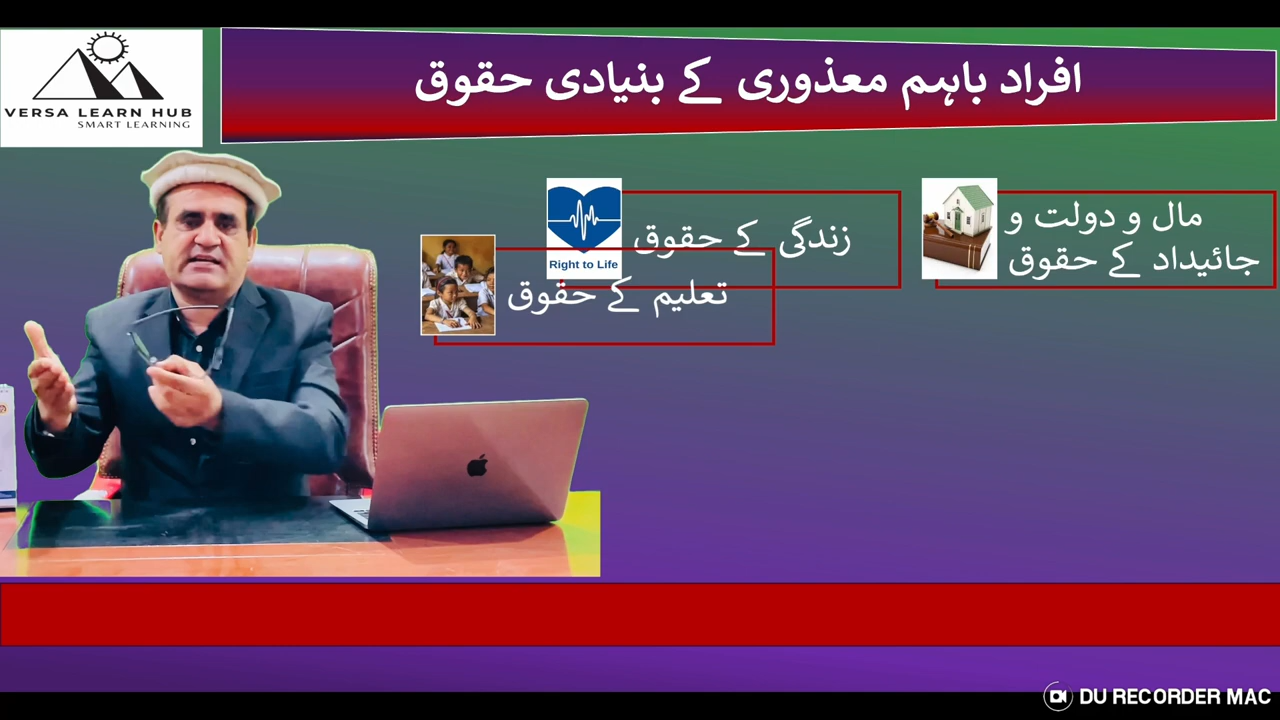 VERSA LEARN HUB
SMART LEARNING
افراد باہم معذوری کے بنیادی حقوق
مال و دولت و
جائیداد کے حقوق
زندگی کے حقوق
Right to Life
تعلیم کے حقوق
DU RECORDER MAC